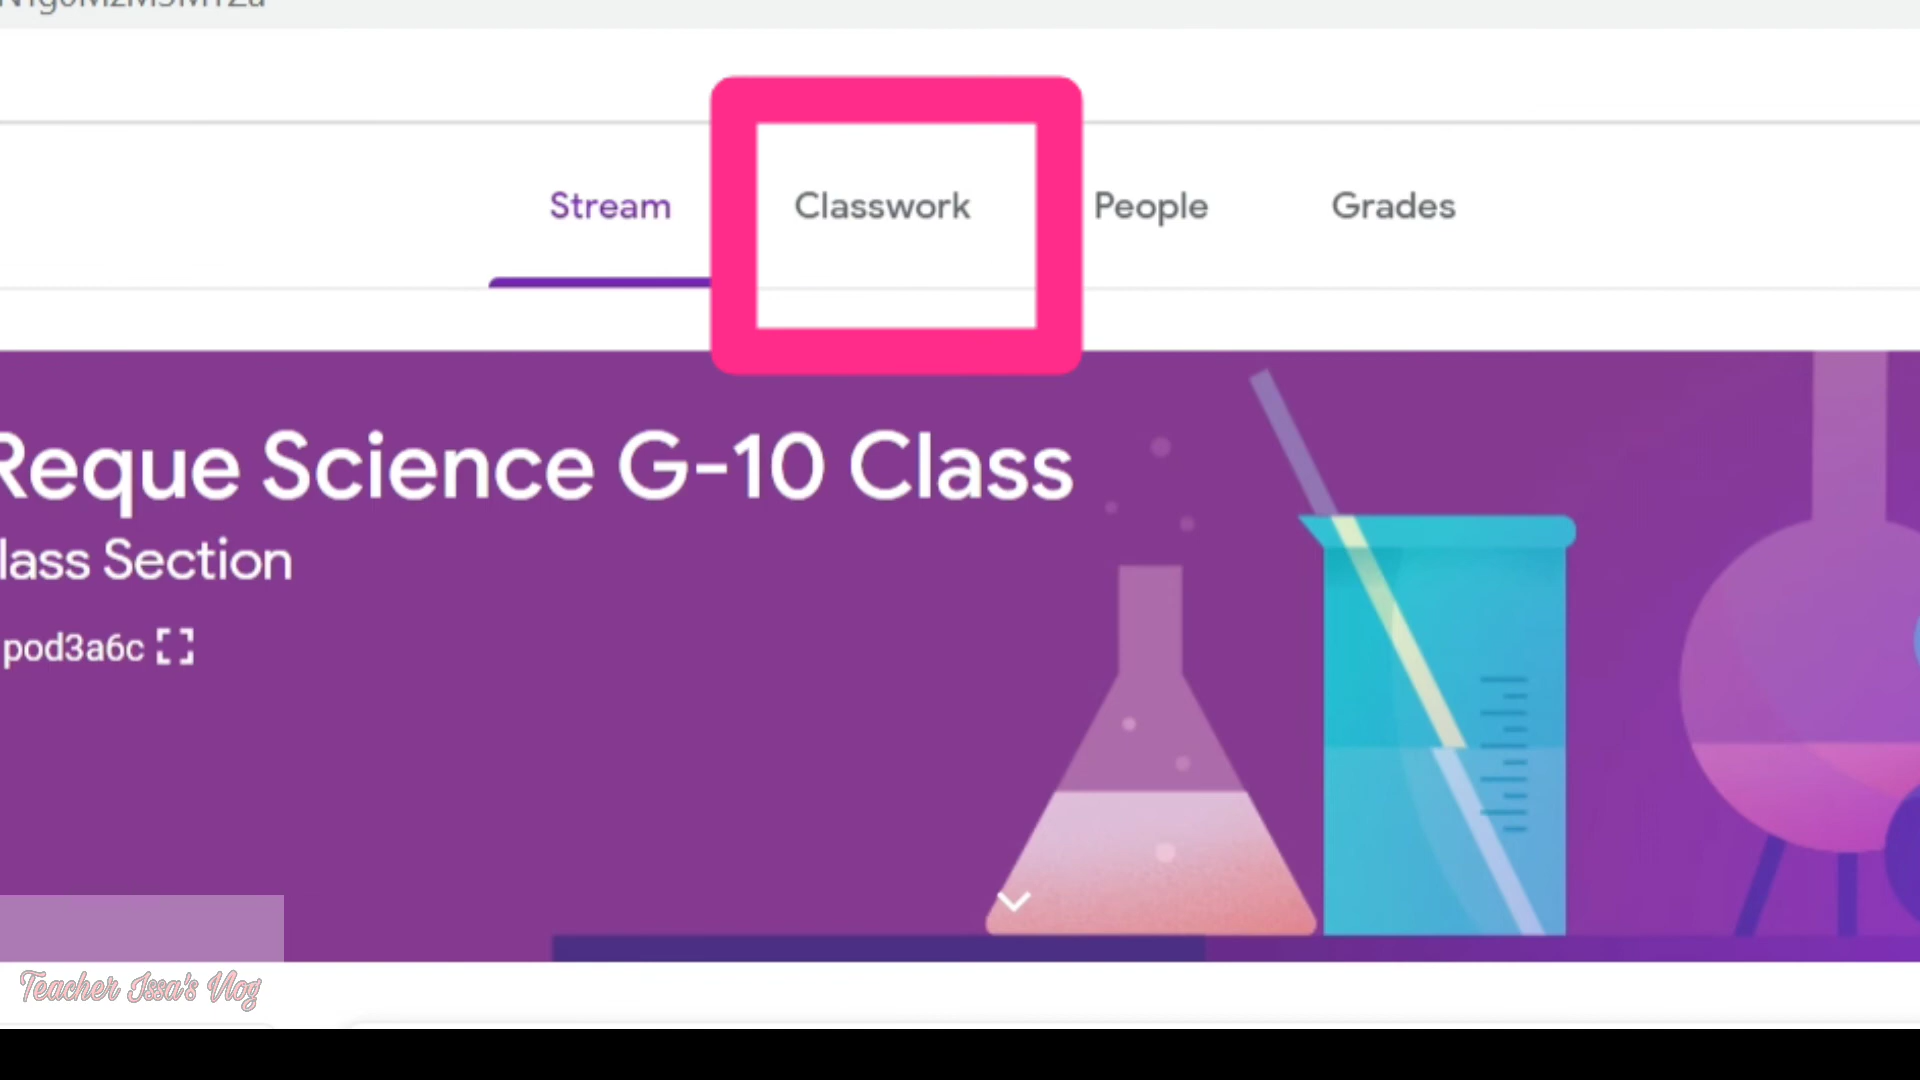 Stream Classwork People Grades
Reque Science G-10 Class
lass Section
pod3a6c
Teacher Issa's Vlog